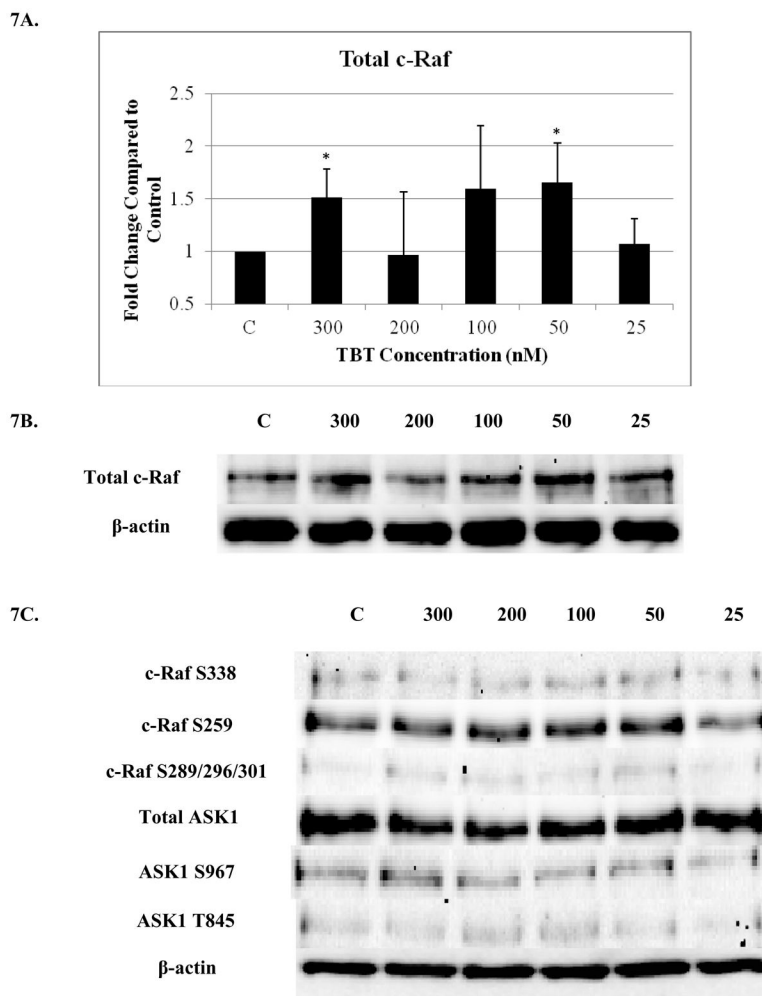 7A.
Total c-Raf
Fold Change Compared to
Control
2.5
2
1.5
1
0.5
* *
C 300 200 100 50 25
TBT Concentration (nM)
7B.
C 300 200 100 50 25
Total c-Raf
β-actin
7C.
C 300 200 100 50 25
c-Raf S338
c-Raf S259
c-Raf S289/296/301
Total ASK1
ASK1 S967
ASK1 T845
β-actin